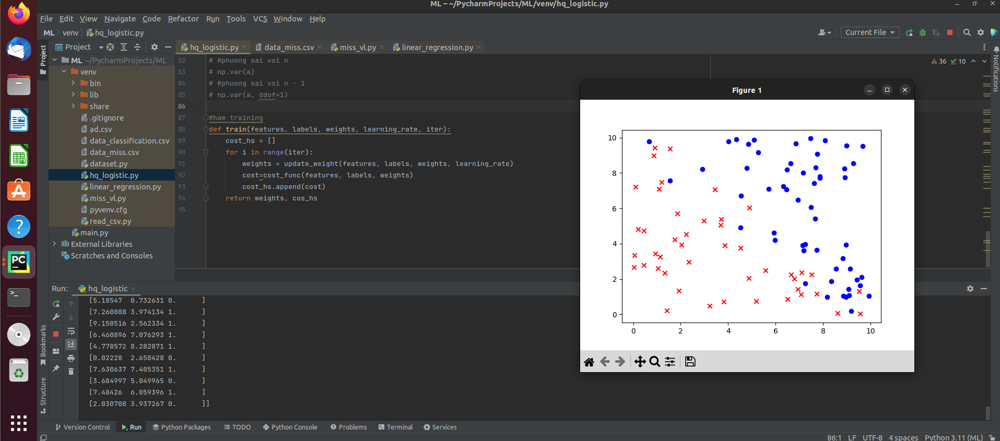 ML – ~/PycharmProjects/ML/venv/hq_logistic.py
File Edit View Navigate Code Refactor Run Tools VCS Window Help
ML venv hq_logistic.py
Current File
Project
hq_logistic.py data_miss.csv miss_vl.py linear_regression.py
Project
Notifications
ML ~/PycharmProjects/ML
venv
bin
lib
share
.gitignore
ad.csv
data_classification.csv
data_miss.csv
dataset.py
hq_logistic.py
linear_regression.py
miss_vl.py
pyvenv.cfg
read_csv.py
main.py
External Libraries
Scratches and Consoles
36 10
82 # #phuong sai voi n
83 # np.var(a)
84 # #phuong sai voi n - 1
85 # np.var(a, ddof=1)
86
87 #ham training
88 def train(features, labels, weights, learning_rate, iter):
89 cost_hs = []
90 for i in range(iter):
91 weights = update_weight(features, labels, weights, learning_rate)
92 cost=cost_func(features, labels, weights)
93 cost_hs.append(cost)
94 return weights, cos_hs
95
Figure 1
10
8
6
4
2
0
0 2 4 6 8 10
Run: hq_logistic
[5.18547 0.732631 0. ]
[7.260088 3.974134 1. ]
[9.150516 2.562334 1. ]
[6.460896 7.076293 1. ]
[4.778572 8.282871 1. ]
[0.02228 2.658428 0. ]
[7.630637 7.405351 1. ]
[3.684997 5.049965 0. ]
[7.48426 6.059396 1. ]
[2.030708 3.937267 0. ]]
Bookmarks
Structure
PC
>_
?
Version Control Run Python Packages TODO Python Console Problems Terminal Services
86:1 LF UTF-8 4 spaces Python 3.11 (ML)